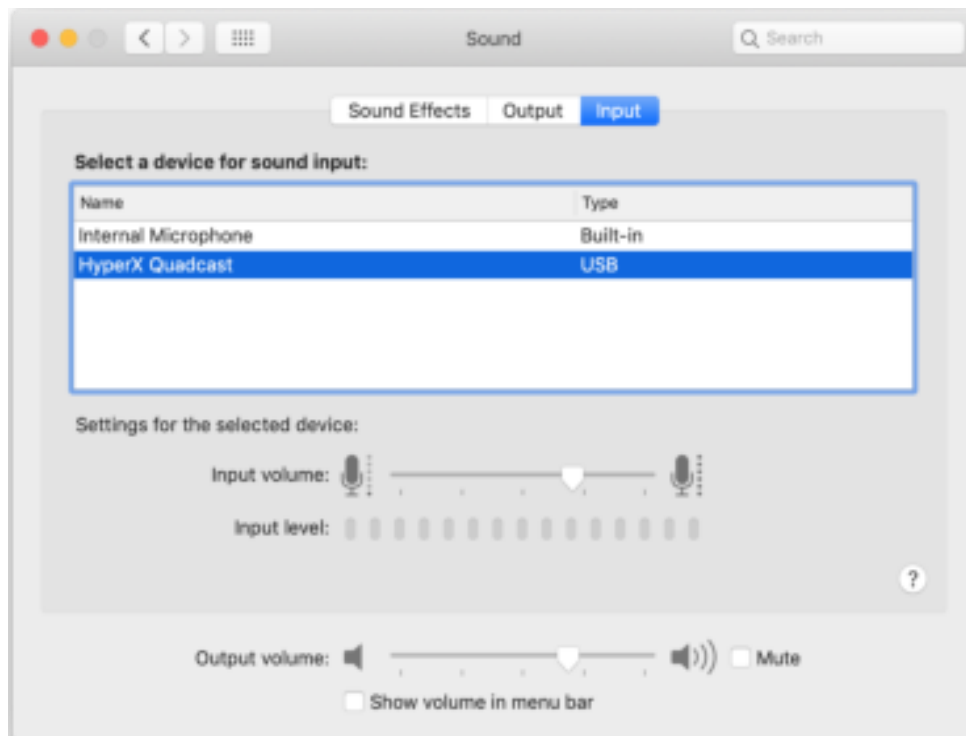 Sound
Search
Sound Effects Output Input
Select a device for sound input:
Name Type
Internal Microphone Built-in
HyperX Quadcast USB
Settings for the selected device:
Input volume:
Input level:
?
Output volume: Mute
Show volume in menu bar